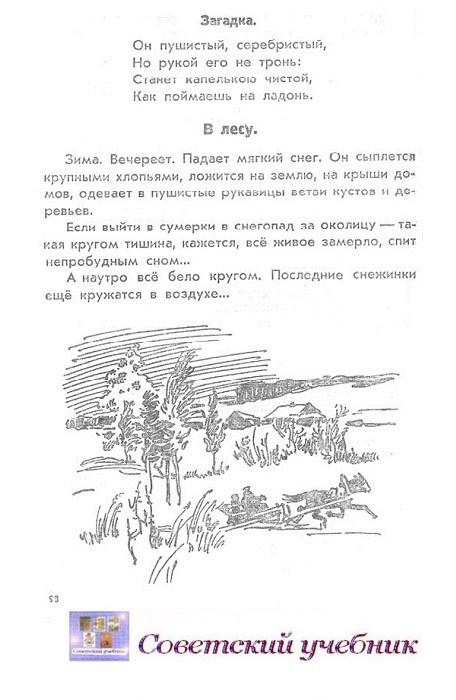 Загадка.
Он пушистый, серебристый,
Но рукой его не тронь:
Станет капелькою чистой,
Как поймаешь на ладонь.
В лесу.
Зима. Вечереет. Падает мягкий снег. Он сыплется
крупными хлопьями, ложится на землю, на крыши до-
мов, одевает в пушистые рукавицы ветви кустов и де-
ревьев.
Если выйти в сумерки в снегопад за околицу — та-
кая кругом тишина, кажется, всё живое замерло, спит
непробудным сном...
А наутро всё бело кругом. Последние снежинки
ещё кружатся в воздухе...
Советский учебник